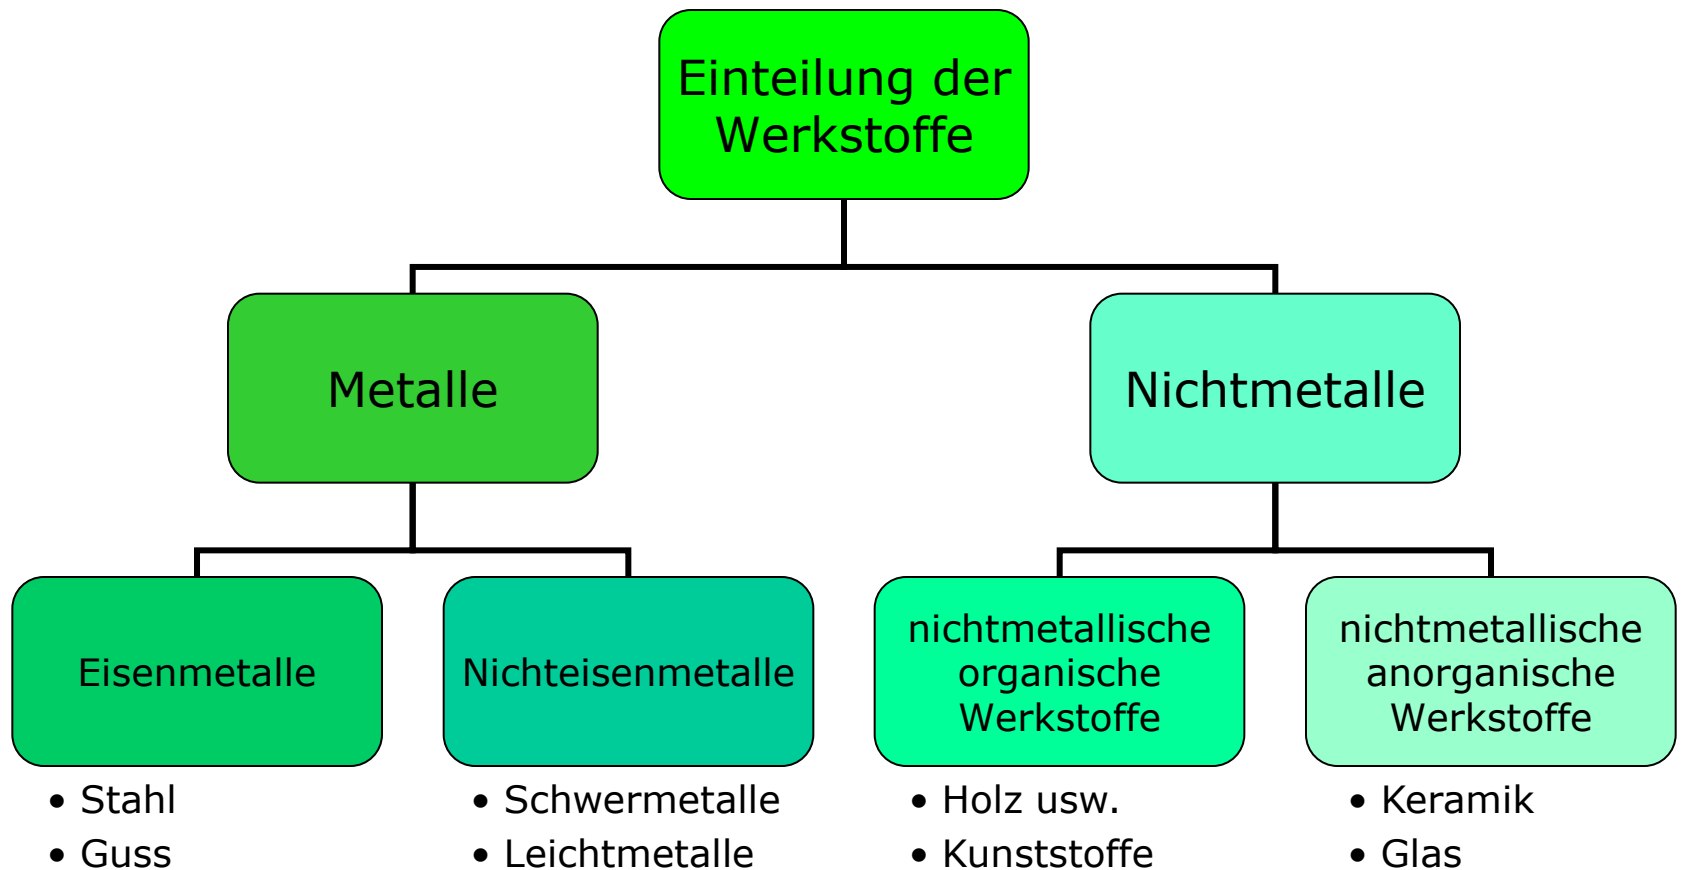 Einteilung der
Werkstoffe
Metalle
Nichtmetalle
Eisenmetalle
Nichteisenmetalle
nichtmetallische
organische
Werkstoffe
nichtmetallische
anorganische
Werkstoffe
• Stahl
• Guss
• Schwermetalle
• Leichtmetalle
• Holz usw.
• Kunststoffe
• Keramik
• Glas